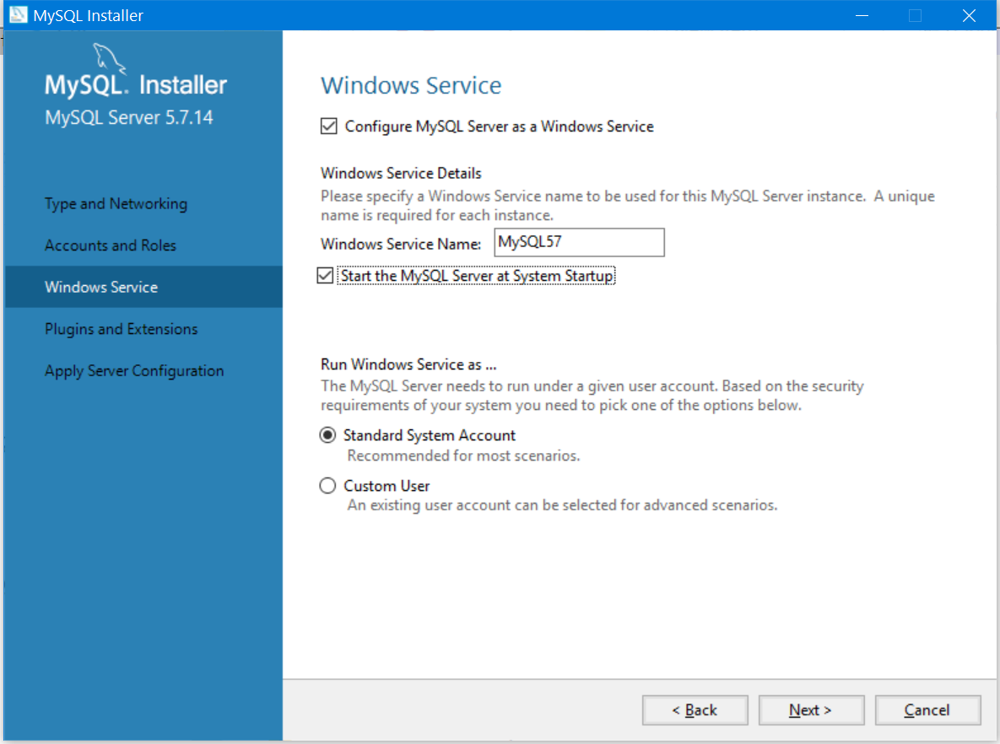 MySQL Installer
MySQL. Installer
MySQL Server 5.7.14
Type and Networking
Accounts and Roles
Windows Service
Plugins and Extensions
Apply Server Configuration
Windows Service
Configure MySQL Server as a Windows Service
Windows Service Details
Please specify a Windows Service name to be used for this MySQL Server instance.  A unique
name is required for each instance.
Windows Service Name: MySQL57
Start the MySQL Server at System Startup
Run Windows Service as ...
The MySQL Server needs to run under a given user account. Based on the security
requirements of your system you need to pick one of the options below.
Standard System Account
Recommended for most scenarios.
Custom User
An existing user account can be selected for advanced scenarios.
< Back Next > Cancel